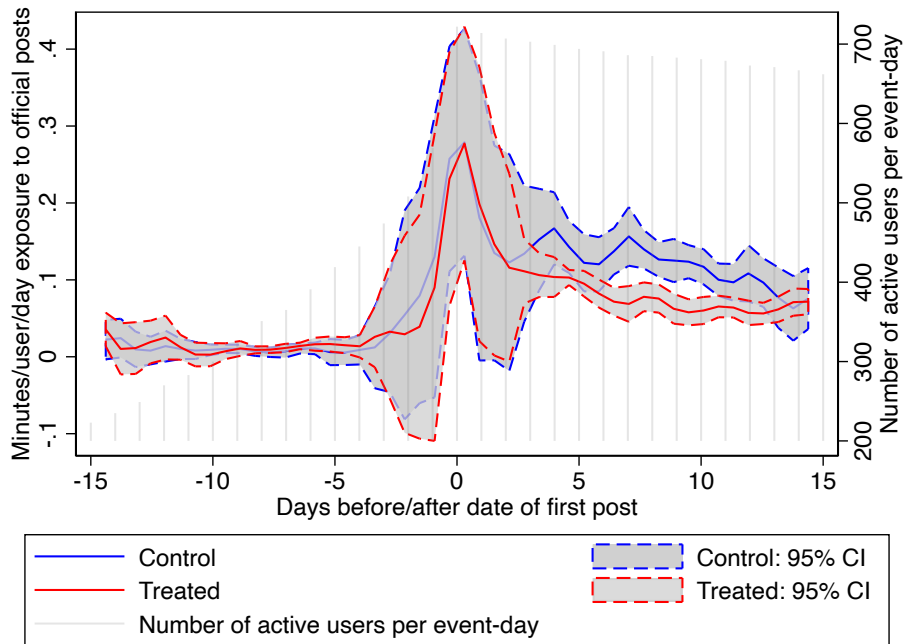 Minutes/user/day exposure to official posts
.4
.3
.2
.1
0
-.1
700
600
500
400
300
200
Number of active users per event-day
-15 -10 -5 0 5 10 15
Days before/after date of first post
Control Control: 95% CI
Treated Treated: 95% CI
Number of active users per event-day